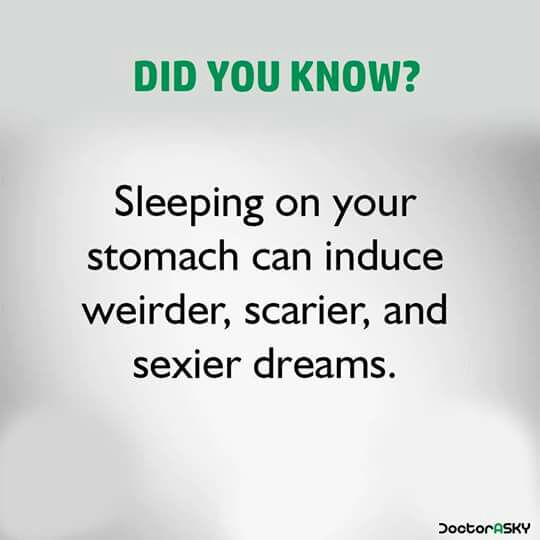 DID YOU KNOW?
Sleeping on your
stomach can induce
weirder, scarier, and
sexier dreams.
DoctorASKY